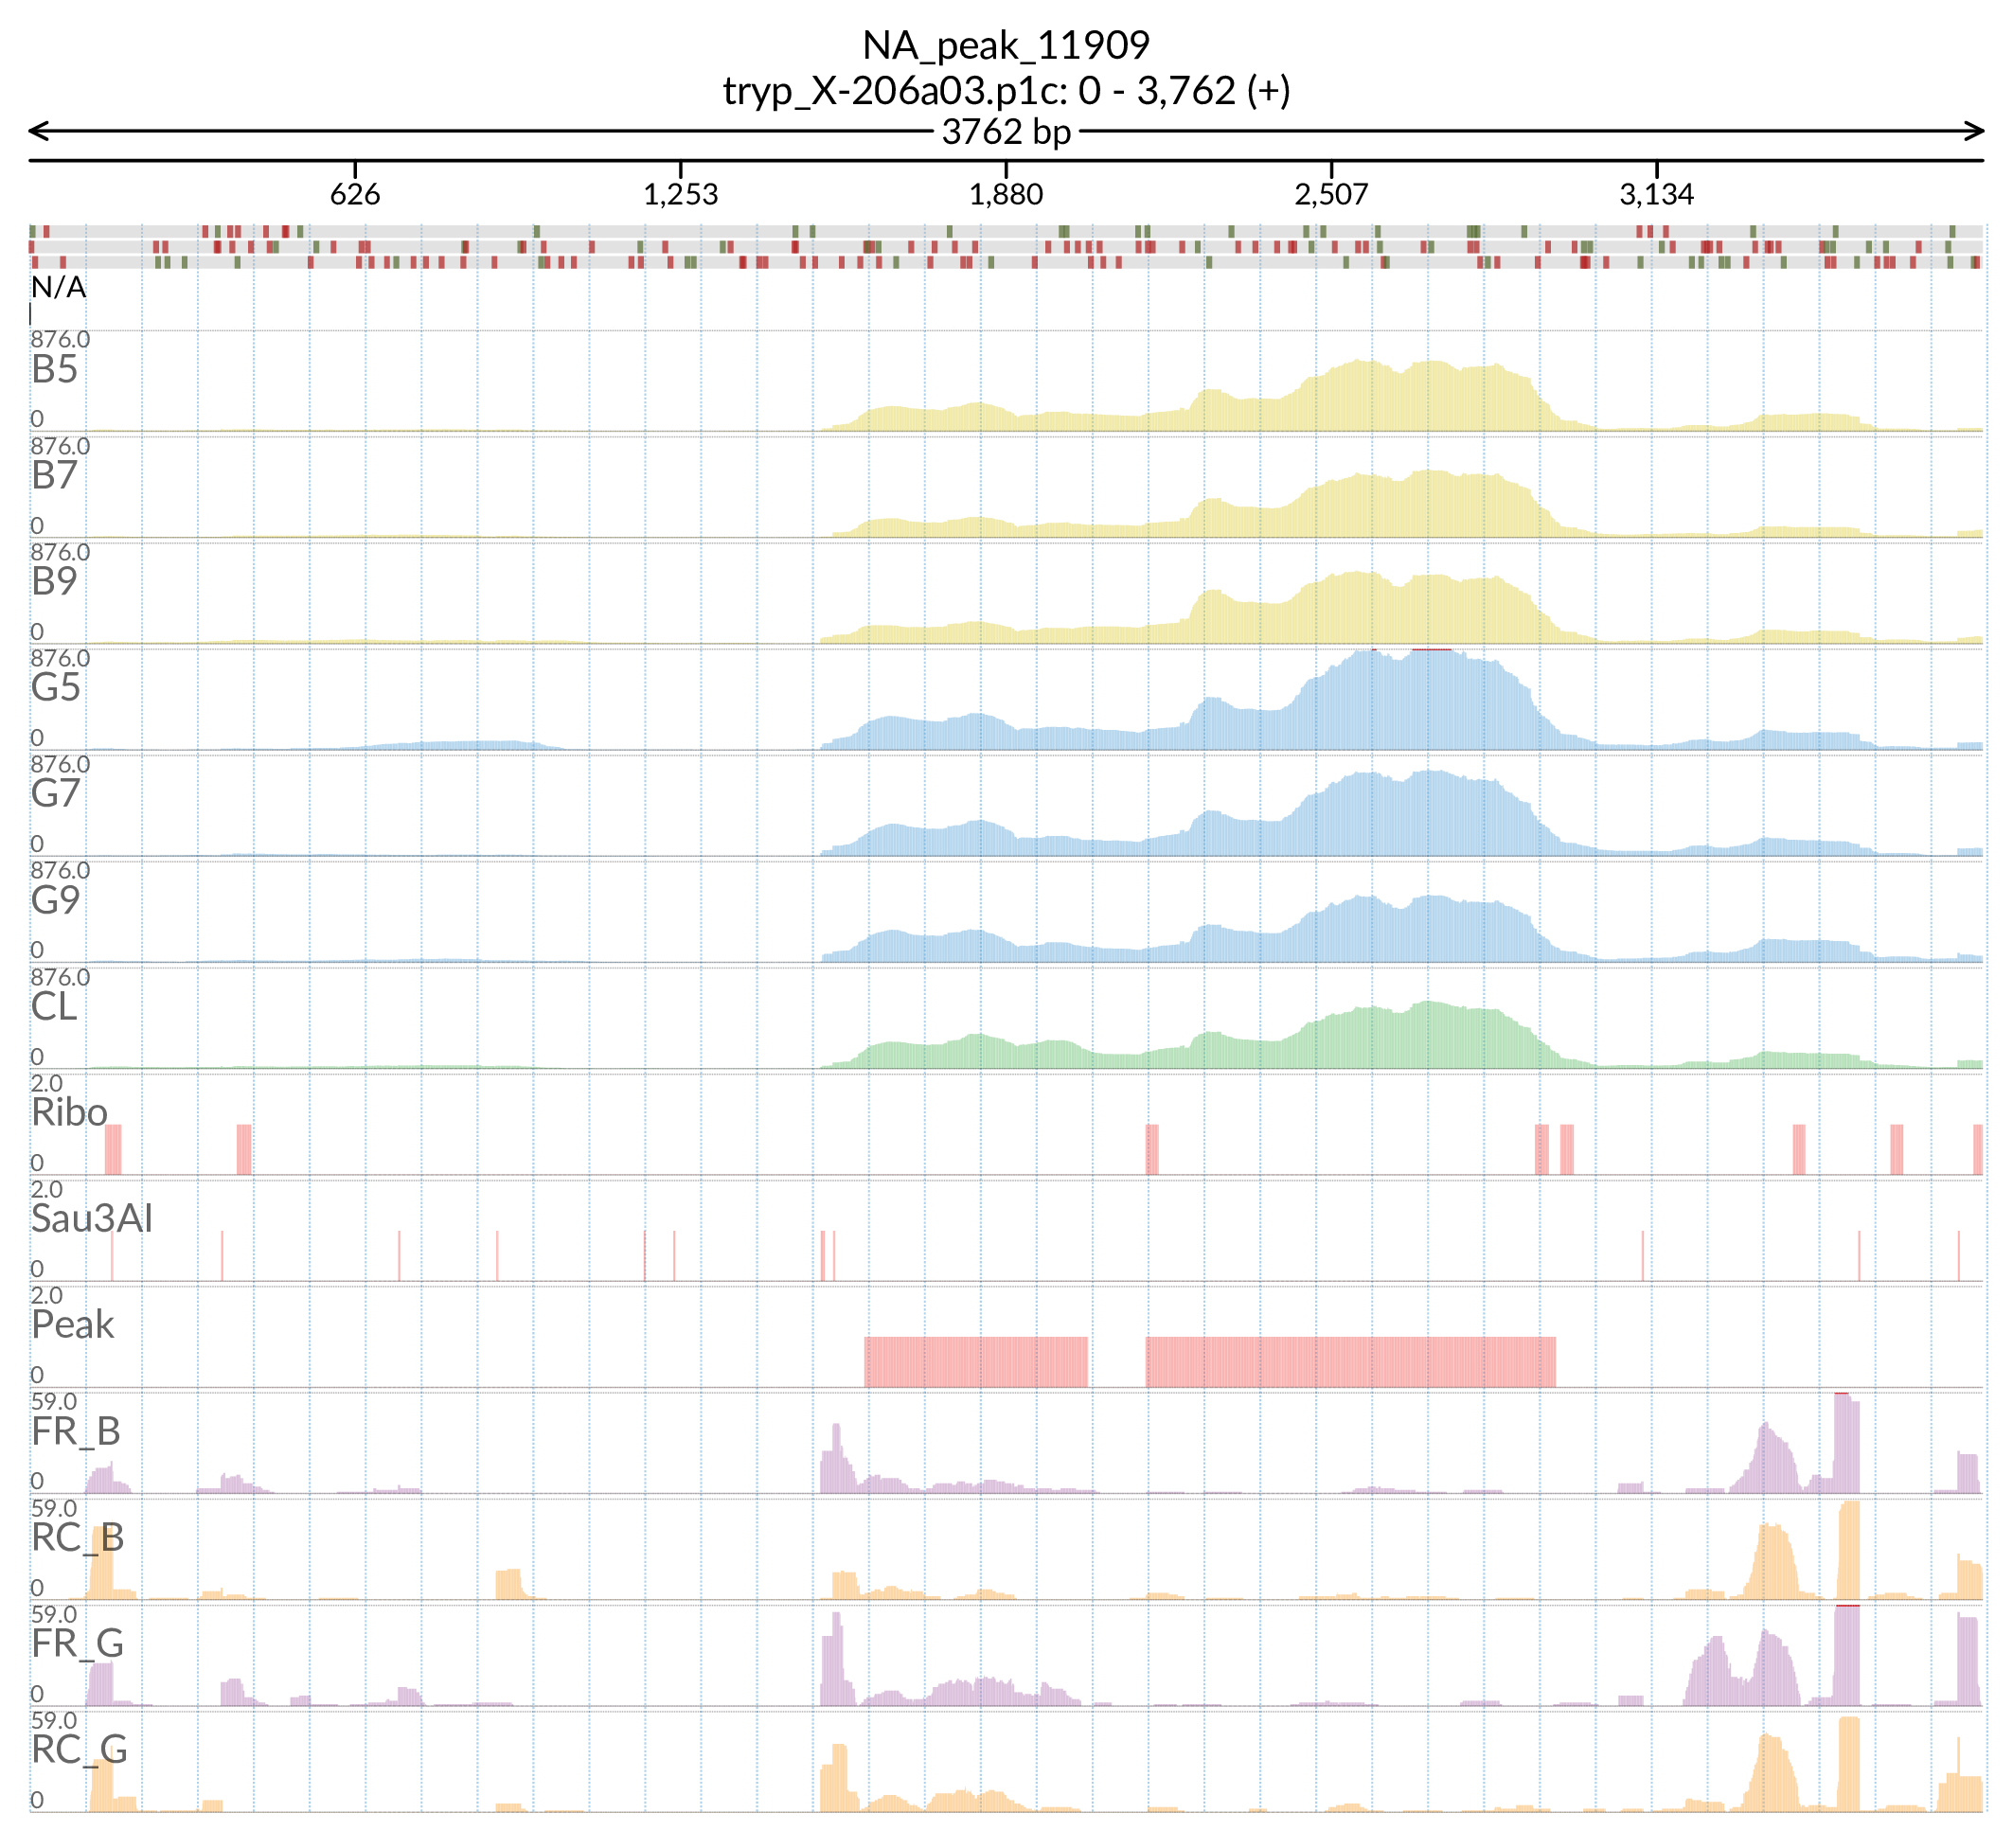 NA_peak_11909
tryp_X-206a03.p1c: 0 - 3,762 (+)
3762 bp
626 1,253 1,880 2,507 3,134
N/A
876.0
B5
0
876.0
B7
0
876.0
B9
0
876.0
G5
0
876.0
G7
0
876.0
G9
0
876.0
CL
0
2.0
Ribo
0
2.0
Sau3AI
0
2.0
Peak
0
59.0
FR_B
0
59.0
RC_B
0
59.0
FR_G
0
59.0
RC_G
0